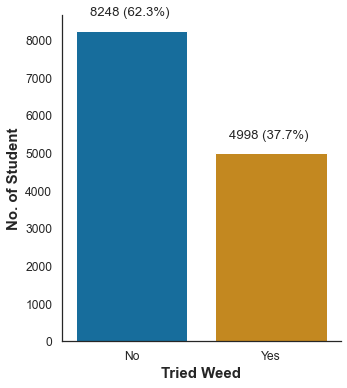 8248 (62.3%)
4998 (37.7%)
8000
7000
6000
5000
4000
3000
2000
1000
0
No. of Student
No
Yes
Tried Weed